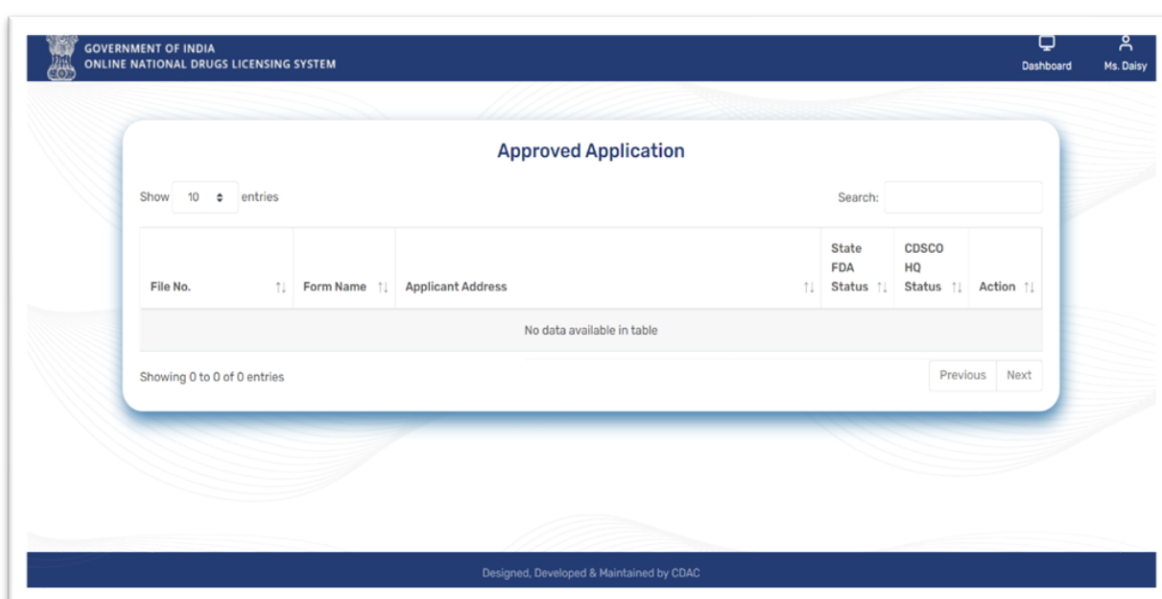 GOVERNMENT OF INDIA
ONLINE NATIONAL DRUGS LICENSING SYSTEM
Dashboard
Ms. Daisy
Approved Application
Show 10 entries
Search:
File No.
Form Name
Applicant Address
State
FDA
Status
CDSCO
HQ
Status
Action
No data available in table
Showing 0 to 0 of 0 entries
Previous
Next
Designed, Developed & Maintained by CDAC